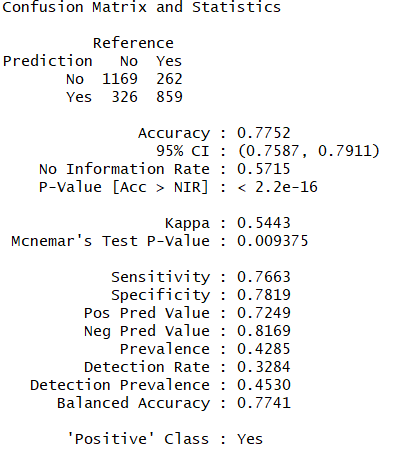 Confusion Matrix and Statistics
Reference
Prediction No Yes
No 1169 262
Yes 326 859
Accuracy : 0.7752
95% CI : (0.7587, 0.7911)
No Information Rate : 0.5715
P-Value [Acc > NIR] : < 2.2e-16
Kappa : 0.5443
Mcnemar's Test P-Value : 0.009375
Sensitivity : 0.7663
Specificity : 0.7819
Pos Pred Value : 0.7249
Neg Pred Value : 0.8169
Prevalence : 0.4285
Detection Rate : 0.3284
Detection Prevalence : 0.4530
Balanced Accuracy : 0.7741
'Positive' Class : Yes